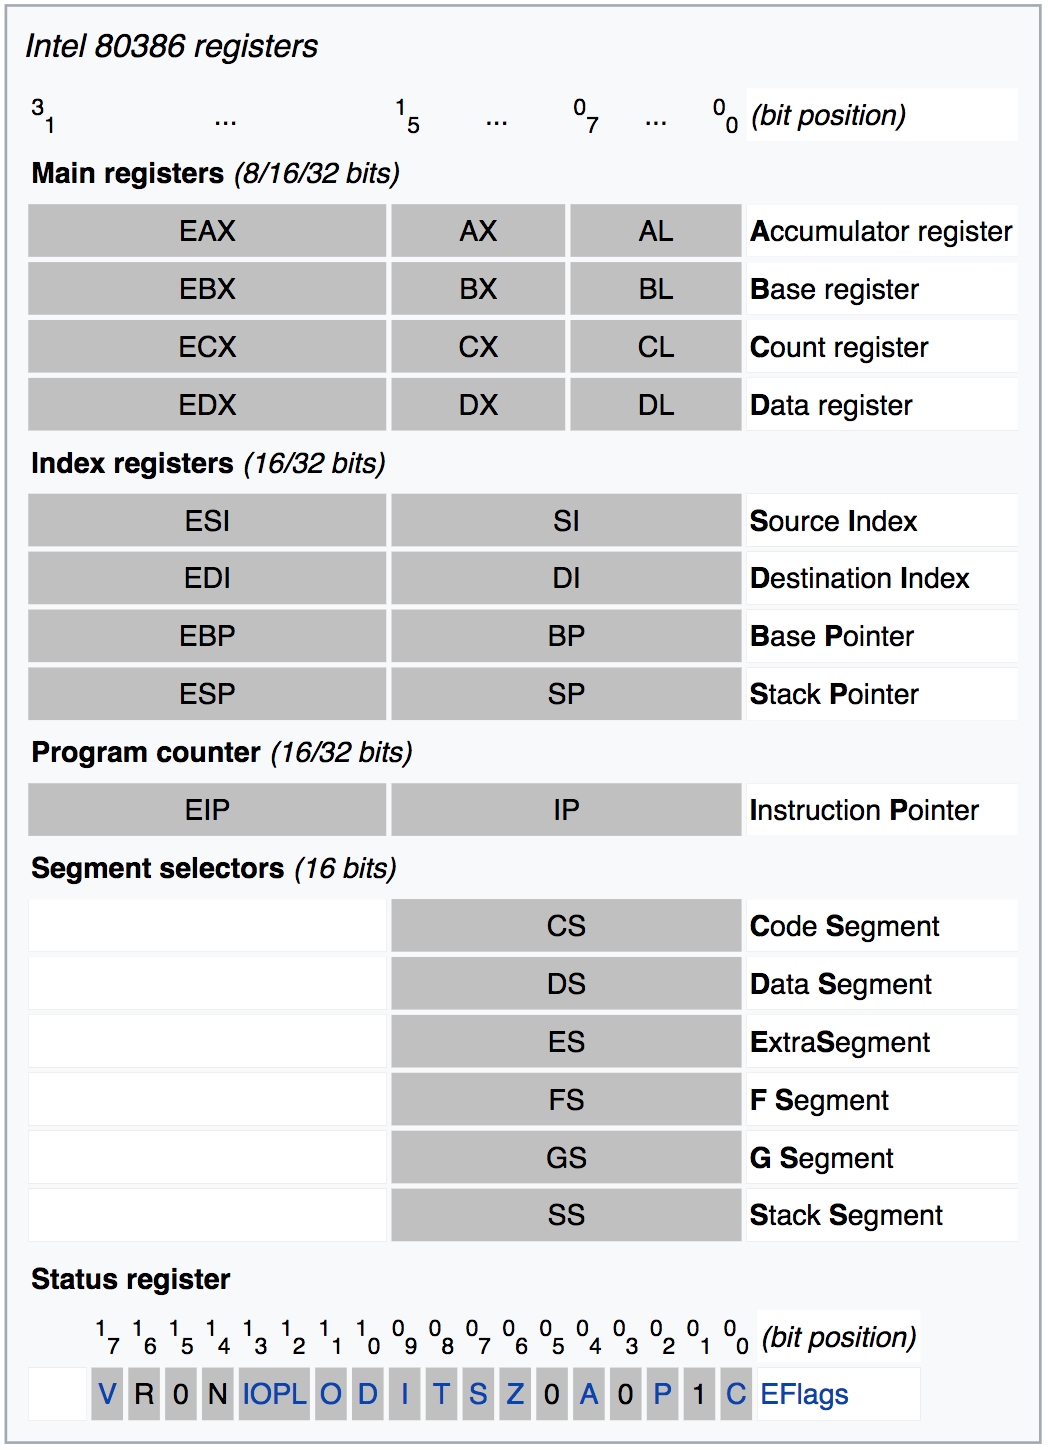 Intel 80386 registers
31 ... 15 ... 07 ... 00 (bit position)
Main registers (8/16/32 bits)
EAX AX AL Accumulator register
EBX BX BL Base register
ECX CX CL Count register
EDX DX DL Data register
Index registers (16/32 bits)
ESI SI Source Index
EDI DI Destination Index
EBP BP Base Pointer
ESP SP Stack Pointer
Program counter (16/32 bits)
EIP IP Instruction Pointer
Segment selectors (16 bits)
CS Code Segment
DS Data Segment
ES ExtraSegment
FS F Segment
GS G Segment
SS Stack Segment
Status register
17 16 15 14 13 12 11 10 09 08 07 06 05 04 03 02 01 00 (bit position)
V R 0 N IOPL O D I T S Z 0 A 0 P 1 C EFlags